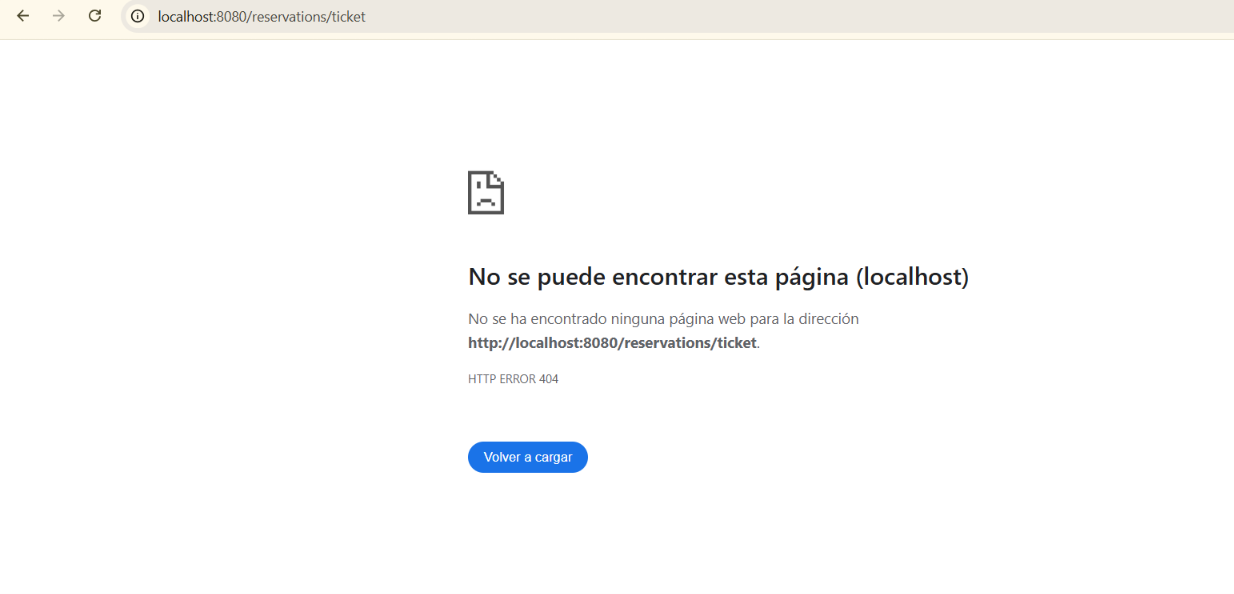 localhost:8080/reservations/ticket
No se puede encontrar esta página (localhost)
No se ha encontrado ninguna página web para la dirección
http://localhost:8080/reservations/ticket.
HTTP ERROR 404
Volver a cargar